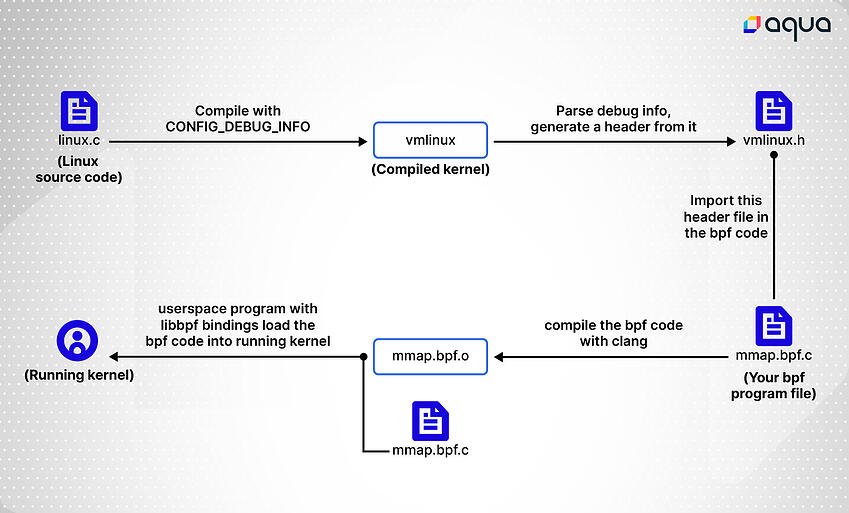 aqua
Compile with
CONFIG_DEBUG_INFO
Parse debug info,
generate a header from it
linux.c
(Linux
source code)
vmlinux
(Compiled kernel)
vmlinux.h
Import this
header file in
the bpf code
userspace program with
libbpf bindings load the
bpf code into running kernel
compile the bpf code
with clang
(Running kernel)
mmap.bpf.o
mmap.bpf.c
(Your bpf
program file)
mmap.bpf.c